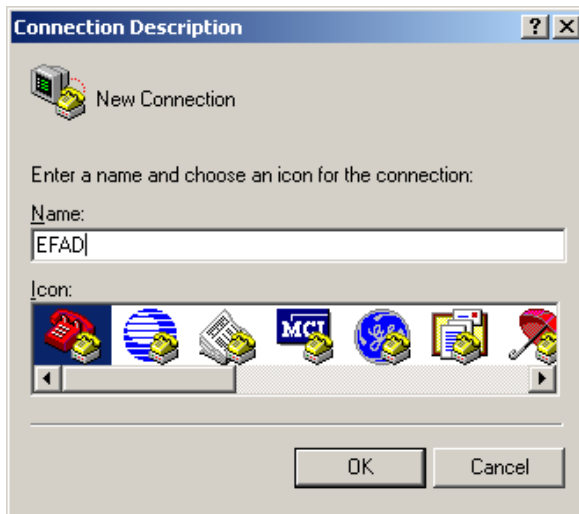 Connection Description
New Connection
Enter a name and choose an icon for the connection:
Name:
EFAD
Icon:
MCI
OK Cancel